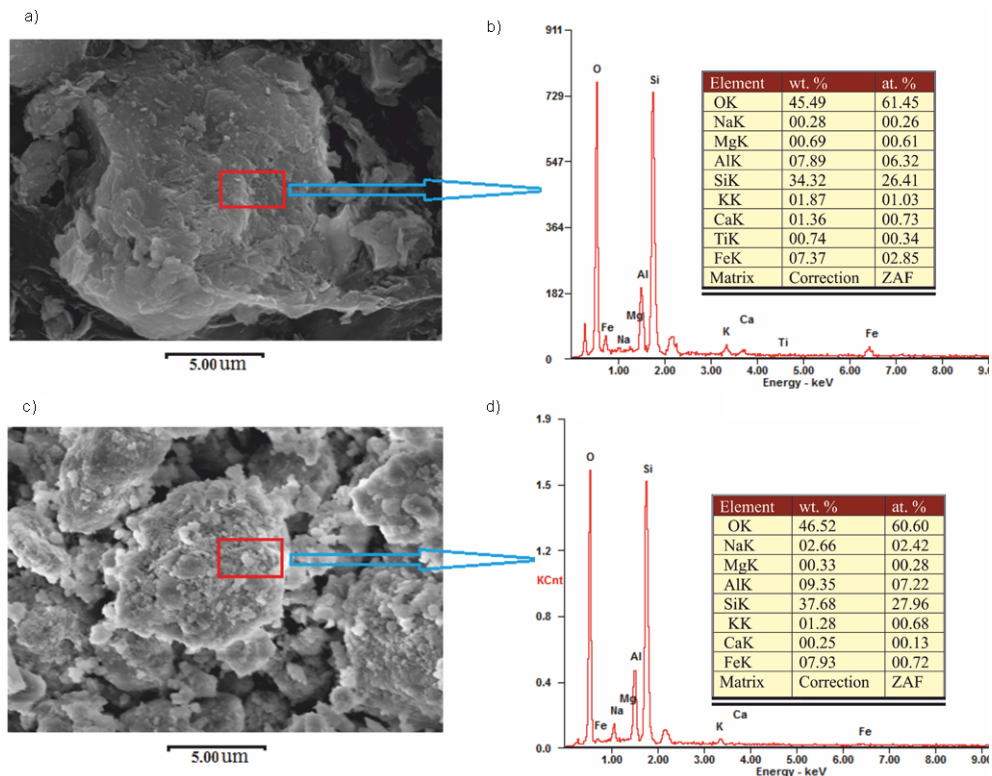 a)
5.00um
b)
911
729
547
364
182
0
O
Si
Al
Fe
Mg
Na
K
Ca
Ti
Fe
1.00 2.00 3.00 4.00 5.00 6.00 7.00 8.00 9.0
Energy - keV
Element wt. % at. %
OK 45.49 61.45
NaK 00.28 00.26
MgK 00.69 00.61
AlK 07.89 06.32
SiK 34.32 26.41
KK 01.87 01.03
CaK 01.36 00.73
TiK 00.74 00.34
FeK 07.37 02.85
Matrix Correction ZAF
c)
5.00um
d)
1.9
1.5
1.2
KCnt
0.8
0.4
0.0
O
Si
Al
Mg
Na
Fe
K
Ca
Fe
1.00 2.00 3.00 4.00 5.00 6.00 7.00 8.00 9.0
Energy - keV
Element wt. % at. %
OK 46.52 60.60
NaK 02.66 02.42
MgK 00.33 00.28
AlK 09.35 07.22
SiK 37.68 27.96
KK 01.28 00.68
CaK 00.25 00.13
FeK 07.93 00.72
Matrix Correction ZAF